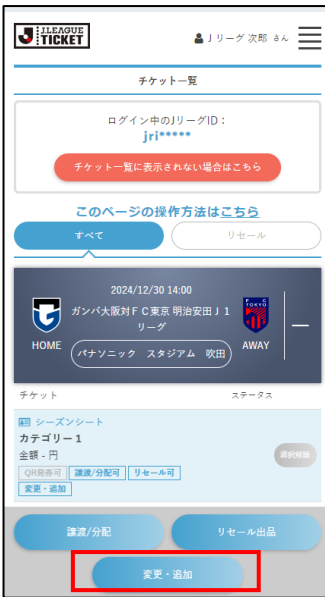 J.LEAGUE
TICKET
Jリーグ 次郎 さん
チケット一覧
ログイン中のJリーグID：
jri*****
チケット一覧に表示されない場合はこちら
このページの操作方法はこちら
すべて
リセール
2024/12/30 14:00
ガンバ大阪対ＦＣ東京 明治安田Ｊ１
リーグ
HOME
パナソニック スタジアム 吹田
AWAY
チケット
ステータス
シーズンシート
カテゴリー１
金額 - 円
選択解除
QR発券可 譲渡/分配可 リセール可
変更・追加
譲渡/分配
リセール出品
変更・追加